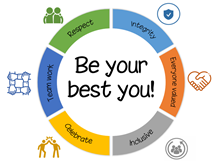 Respect
Integrity
Everyone valued
Inclusive
Celebrate
Team work
Be your
best you!